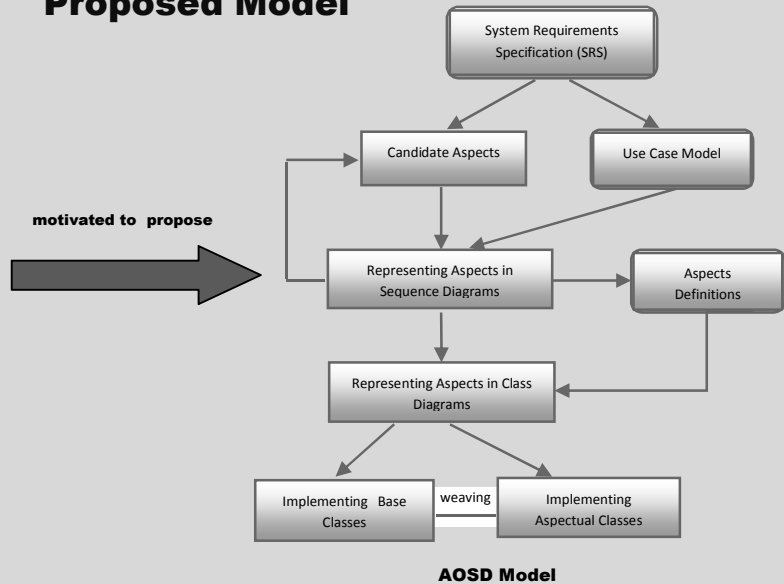 Proposed Model
System Requirements
Specification (SRS)
Candidate Aspects
Use Case Model
motivated to propose
Representing Aspects in
Sequence Diagrams
Aspects
Definitions
Representing Aspects in Class
Diagrams
Implementing Base
Classes
weaving
Implementing
Aspectual Classes
AOSD Model